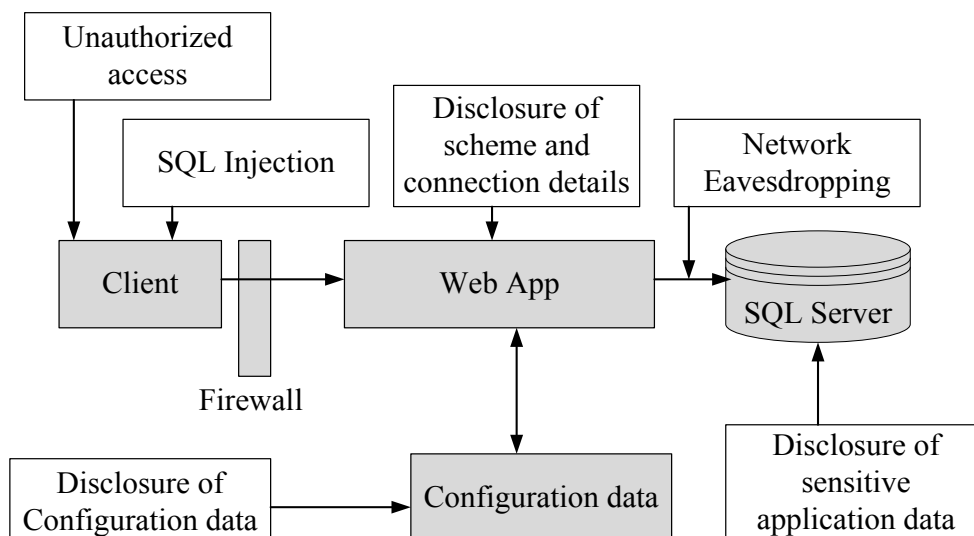 Unauthorized
access
SQL Injection
Disclosure of
scheme and
connection details
Network
Eavesdropping
Client
Web App
SQL Server
Firewall
Disclosure of
Configuration data
Configuration data
Disclosure of
sensitive
application data